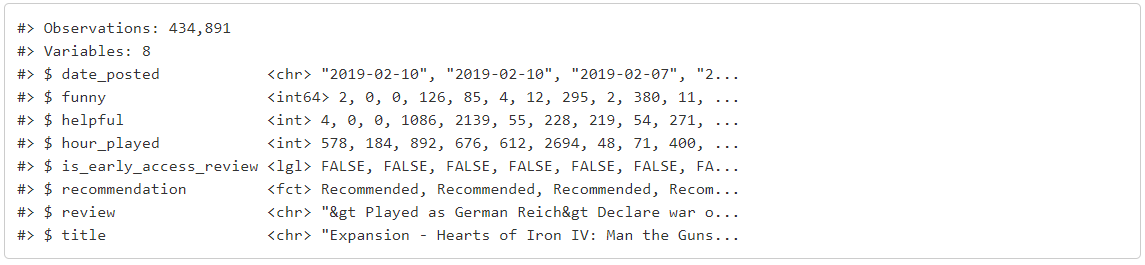 #> Observations: 434,891
#> Variables: 8
#> $ date_posted            <chr> "2019-02-10", "2019-02-10", "2019-02-07", "2...
#> $ funny                  <int64> 2, 0, 0, 126, 85, 4, 12, 295, 2, 380, 11, ...
#> $ helpful                <int> 4, 0, 0, 1086, 2139, 55, 228, 219, 54, 271, ...
#> $ hour_played            <int> 578, 184, 892, 676, 612, 2694, 48, 71, 400, ...
#> $ is_early_access_review <lgl> FALSE, FALSE, FALSE, FALSE, FALSE, FALSE, FA...
#> $ recommendation         <fct> Recommended, Recommended, Recommended, Recom...
#> $ review                 <chr> "&gt Played as German Reich&gt Declare war o...
#> $ title                  <chr> "Expansion - Hearts of Iron IV: Man the Guns...